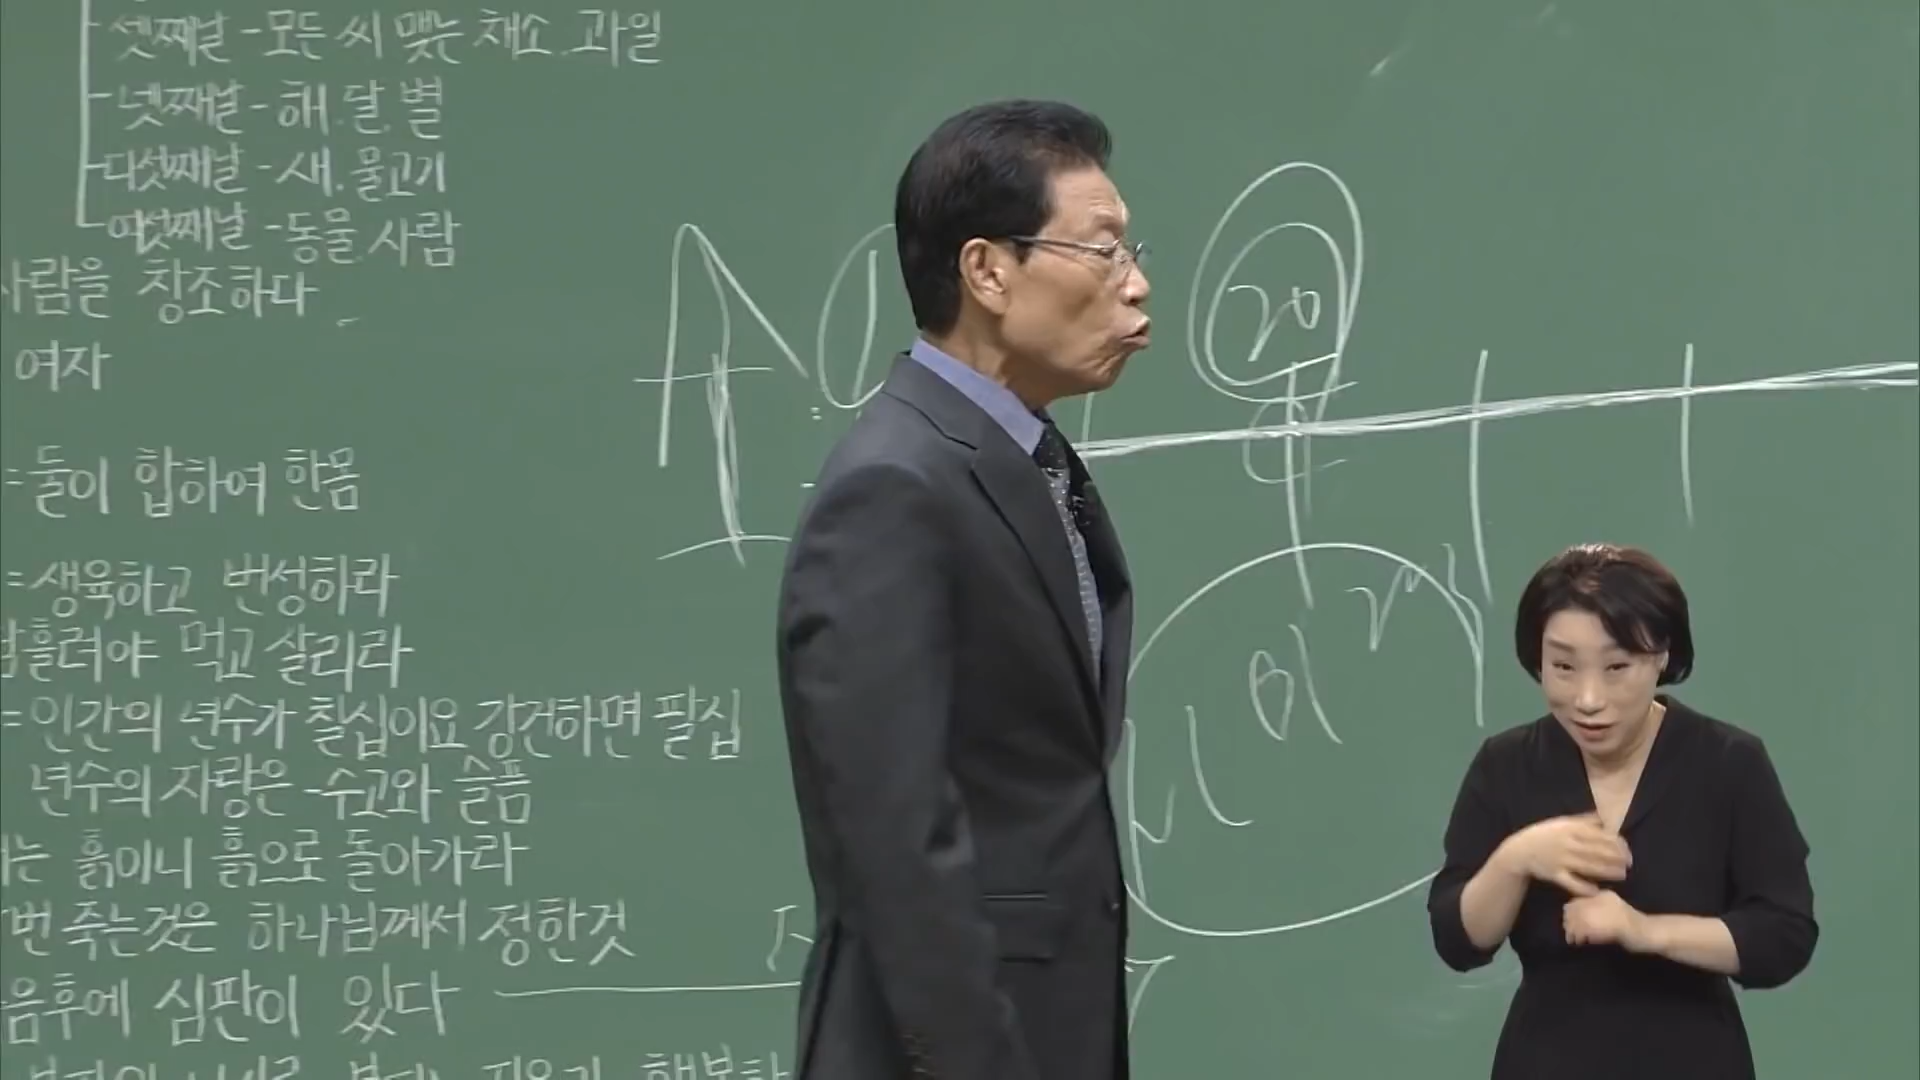 셋째날 - 모든 씨 맺는 채소. 과일
넷째날 - 해. 달. 별
다섯째날 - 새. 물고기
여섯째날 - 동물. 사람
사람을 창조하다
여자
= 둘이 합하여 한몸
= 생육하고 번성하라
흘려야 먹고 살리라
= 인간의 년수가 칠십이요 강건하면 팔십
년수의 자랑은 - 수고와 슬픔
는 흙이니 흙으로 돌아가라
번 죽는것은 하나님께서 정한것
음후에 심판이 있다
20